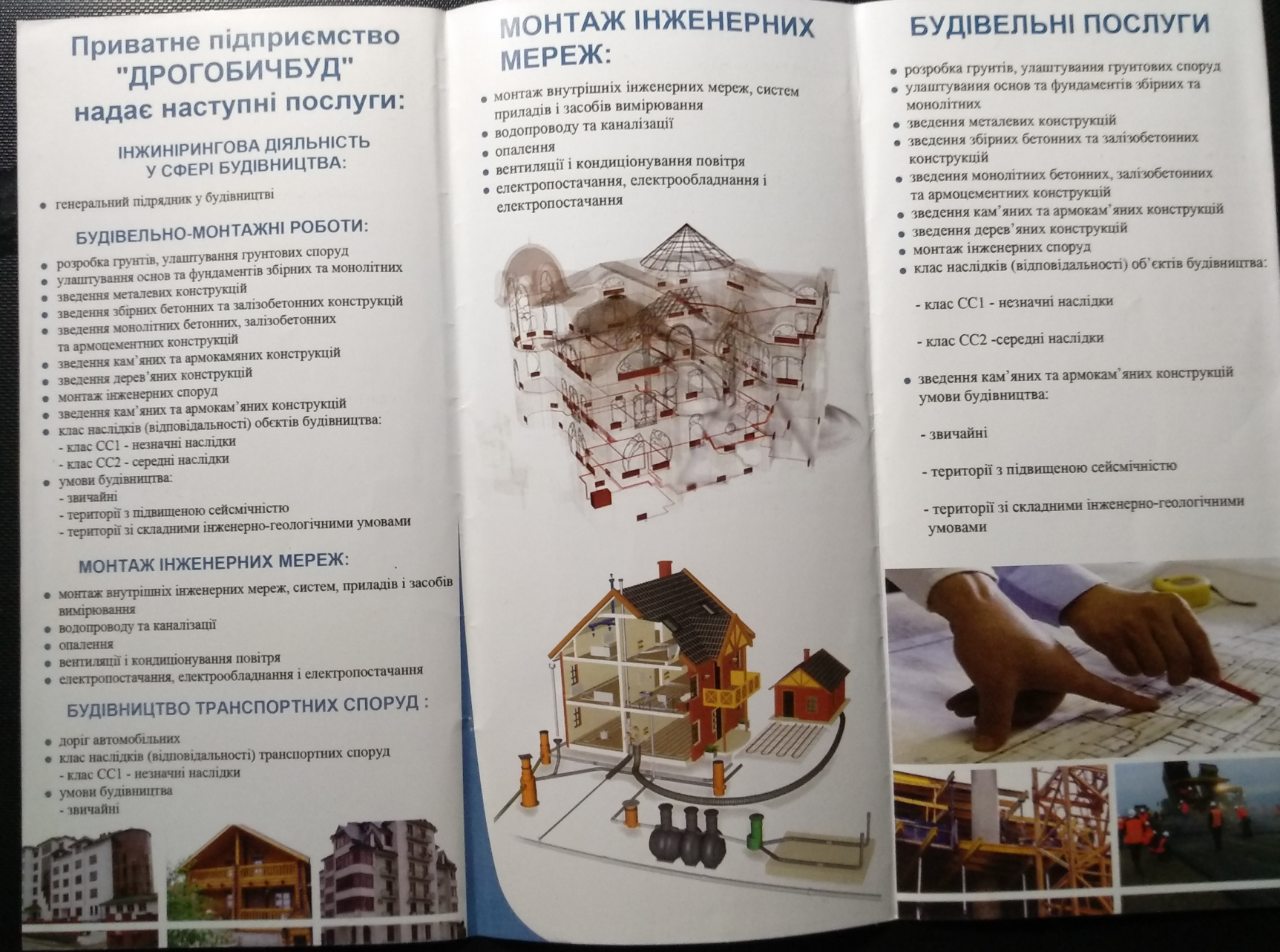 Приватне підприємство
"ДРОГОБИЧБУД"
надає наступні послуги:
ІНЖИНІРИНГОВА ДІЯЛЬНІСТЬ
У СФЕРІ БУДІВНИЦТВА:
• генеральний підрядник у будівництві
БУДІВЕЛЬНО-МОНТАЖНІ РОБОТИ:
• розробка грунтів, улаштування грунтових споруд
• улаштування основ та фундаментів збірних та монолітних
• зведення металевих конструкцій
• зведення збірних бетонних та залізобетонних конструкцій
• зведення монолітних бетонних, залізобетонних
та армоцементних конструкцій
• зведення кам’яних та армокамяних конструкцій
• зведення дерев’яних конструкцій
• монтаж інженерних споруд
• зведення кам’яних та армокам’яних конструкцій
• клас наслідків (відповідальності) обєктів будівництва:
- клас СС1 - незначні наслідки
- клас СС2 - середні наслідки
• умови будівництва:
- звичайні
- території з підвищеною сейсмічністю
- території зі складними інженерно-геологічними умовами
МОНТАЖ ІНЖЕНЕРНИХ МЕРЕЖ:
• монтаж внутрішніх інженерних мереж, систем, приладів і засобів
вимірювання
• водопроводу та каналізації
• опалення
• вентиляції і кондиціонування повітря
• електропостачання, електрообладнання і електропостачання
БУДІВНИЦТВО ТРАНСПОРТНИХ СПОРУД :
• доріг автомобільних
• клас наслідків (відповідальності) транспортних споруд
- клас СС1 - незначні наслідки
• умови будівництва
- звичайні
МОНТАЖ ІНЖЕНЕРНИХ
МЕРЕЖ:
• монтаж внутрішніх інженерних мереж, систем
приладів і засобів вимірювання
• водопроводу та каналізації
• опалення
• вентиляції і кондиціонування повітря
• електропостачання, електрообладнання і
електропостачання
БУДІВЕЛЬНІ ПОСЛУГИ
• розробка грунтів, улаштування грунтових споруд
• улаштування основ та фундаментів збірних та
монолітних
• зведення металевих конструкцій
• зведення збірних бетонних та залізобетонних
конструкцій
• зведення монолітних бетонних, залізобетонних
та армоцементних конструкцій
• зведення кам’яних та армокам’яних конструкцій
• зведення дерев’яних конструкцій
• монтаж інженерних споруд
• клас наслідків (відповідальності) об’єктів будівництва:
- клас СС1 - незначні наслідки
- клас СС2 -середні наслідки
• зведення кам’яних та армокам’яних конструкцій
умови будівництва:
- звичайні
- території з підвищеною сейсмічністю
- території зі складними інженерно-геологічними
умовами